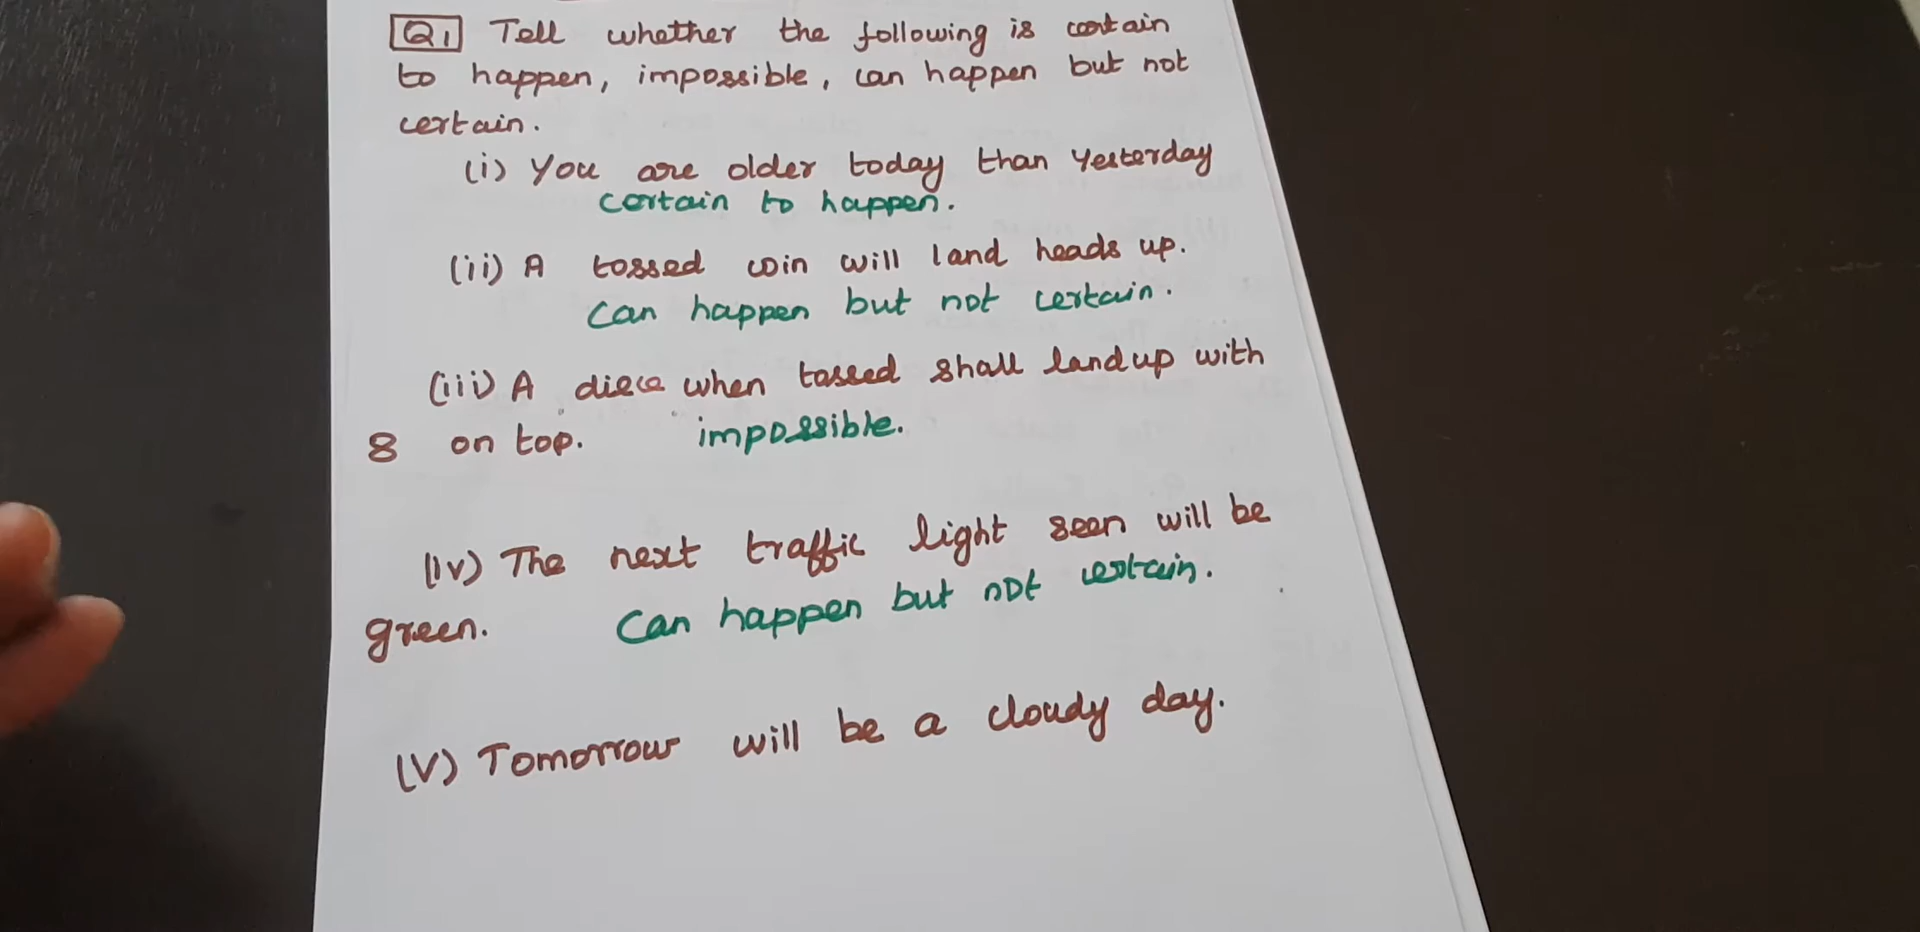 Q1 Tell whether the following is certain
to happen, impossible, can happen but not
certain.
(i) You are older today than yesterday
certain to happen.
(ii) A tossed coin will land heads up.
Can happen but not certain.
(iii) A diece when tossed shall land up with
8 on top. impossible.
(iv) The next traffic light seen will be
green. Can happen but not certain.
(v) Tomorrow will be a cloudy day.